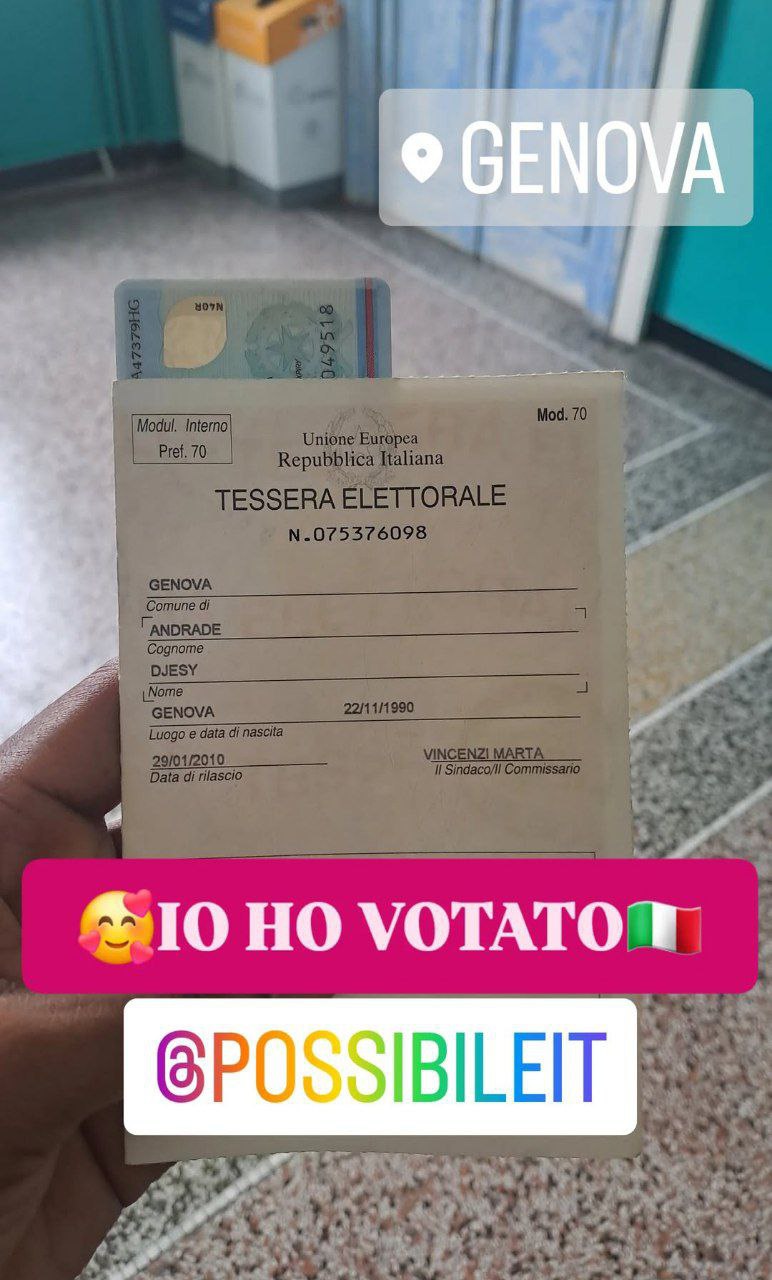 GENOVA
N40R
A47379HG
049518
Modul. Interno
Pref. 70
Mod. 70
Unione Europea
Repubblica Italiana
TESSERA ELETTORALE
N.075376098
GENOVA
Comune di
ANDRADE
Cognome
DJESY
Nome
GENOVA 22/11/1990
Luogo e data di nascita
29/01/2010 VINCENZI MARTA
Data di rilascio Il Sindaco/Il Commissario
🥰IO HO VOTATO🇮🇹
@POSSIBILEIT